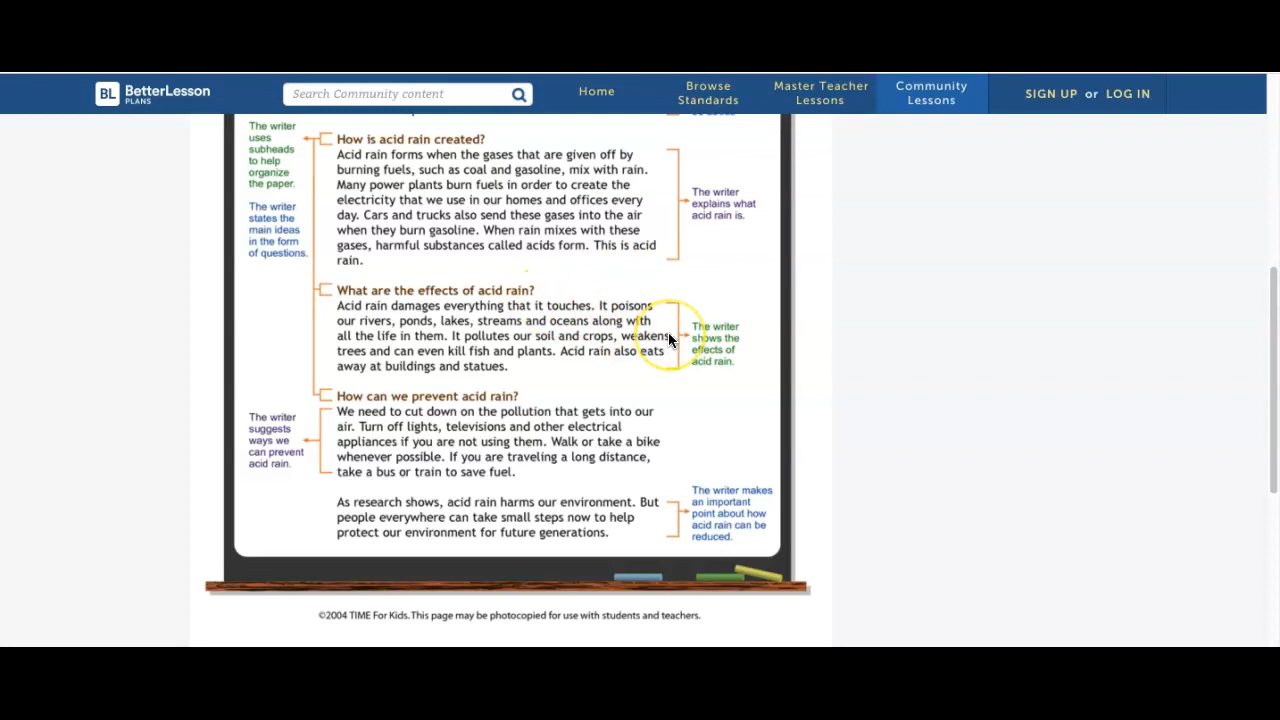 BL BetterLesson
PLANS
Search Community content
Home
Browse
Standards
Master Teacher
Lessons
Community
Lessons
SIGN UP or LOG IN
The writer
uses
subheads
to help
organize
the paper.
The writer
states the
main ideas
in the form
of questions.
How is acid rain created?
Acid rain forms when the gases that are given off by
burning fuels, such as coal and gasoline, mix with rain.
Many power plants burn fuels in order to create the
electricity that we use in our homes and offices every
day. Cars and trucks also send these gases into the air
when they burn gasoline. When rain mixes with these
gases, harmful substances called acids form. This is acid
rain.
The writer
explains what
acid rain is.
What are the effects of acid rain?
Acid rain damages everything that it touches. It poisons
our rivers, ponds, lakes, streams and oceans along with
all the life in them. It pollutes our soil and crops, weakens
trees and can even kill fish and plants. Acid rain also eats
away at buildings and statues.
The writer
shows the
effects of
acid rain.
How can we prevent acid rain?
We need to cut down on the pollution that gets into our
air. Turn off lights, televisions and other electrical
appliances if you are not using them. Walk or take a bike
whenever possible. If you are traveling a long distance,
take a bus or train to save fuel.
The writer
suggests
ways we
can prevent
acid rain.
As research shows, acid rain harms our environment. But
people everywhere can take small steps now to help
protect our environment for future generations.
The writer makes
an important
point about how
acid rain can be
reduced.
©2004 TIME For Kids. This page may be photocopied for use with students and teachers.